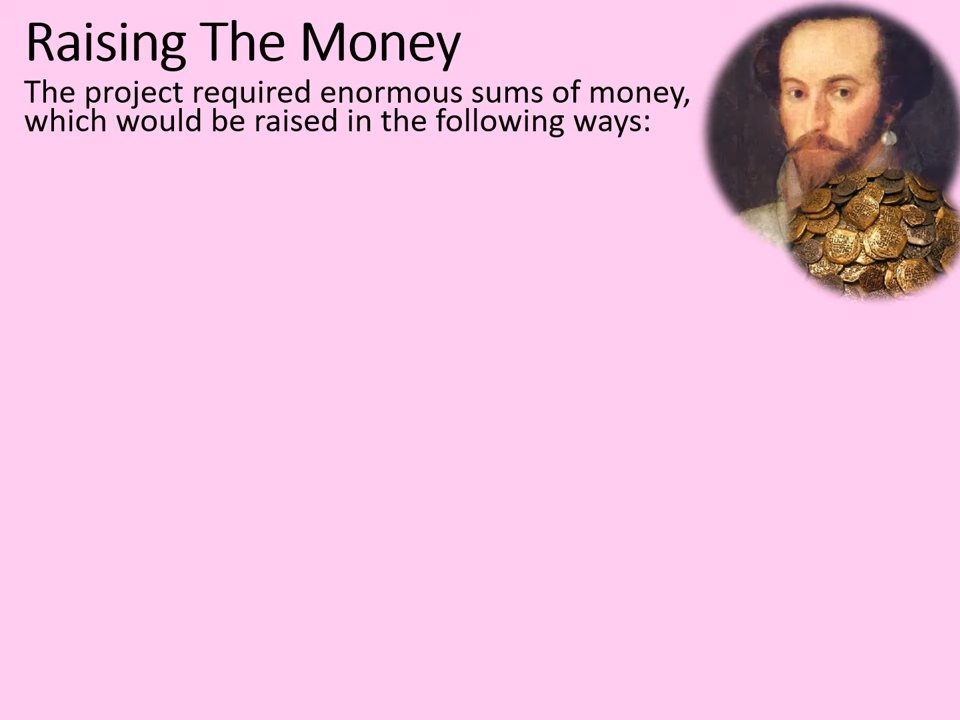 Raising The Money
The project required enormous sums of money,
which would be raised in the following ways: